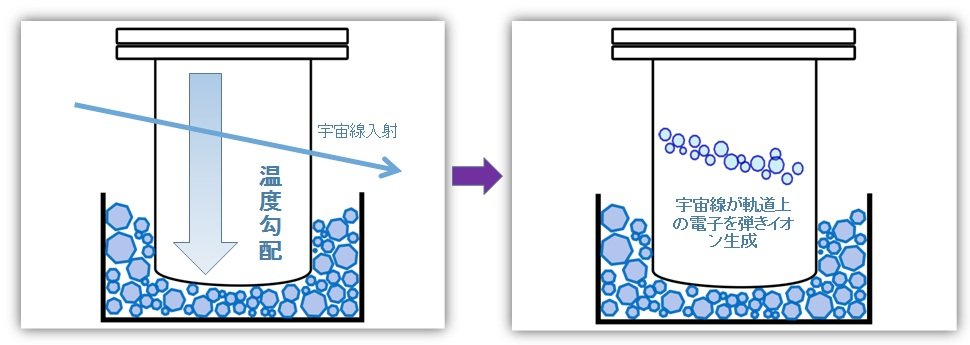 宇宙線入射
温度勾配
宇宙線が軌道上
の電子を弾きイオ
ン生成